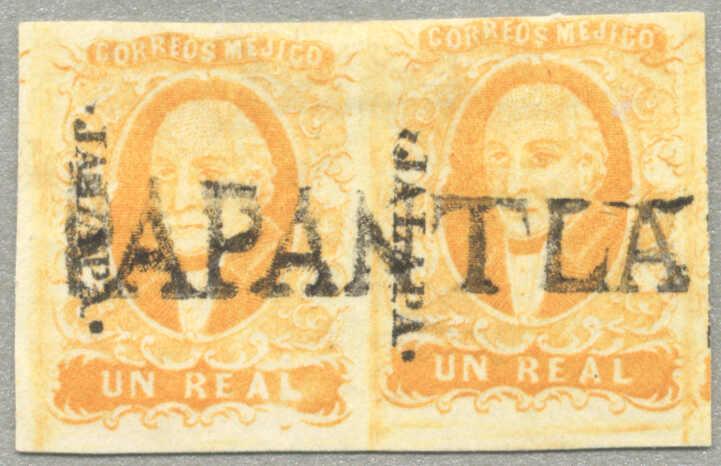 CORREOS MEJICO
CORREOS MEJICO
·JALAPA.
·JALAPA.
PAPANTLA
UN REAL
UN REAL